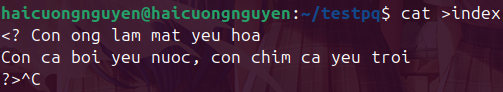 haicuongnguyen@haicuongnguyen:~/testpq$ cat >index
<? Con ong lam mat yeu hoa
Con ca boi yeu nuoc, con chim ca yeu troi
?>^C